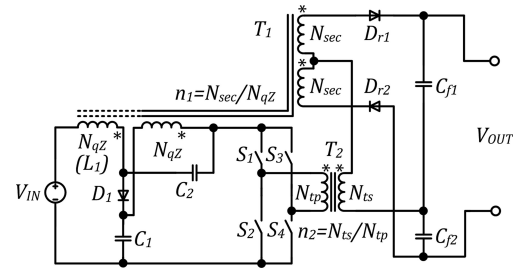 T1
* Nsec Dr1
n1=Nsec/NqZ
* Nsec Dr2 Cf1
NqZ *
(L1)
NqZ *
VOUT
S1 S3
T2
* *
VIN
D1
C2
Ntp Nts
C1
S2 S4
n2=Nts/Ntp
Cf2